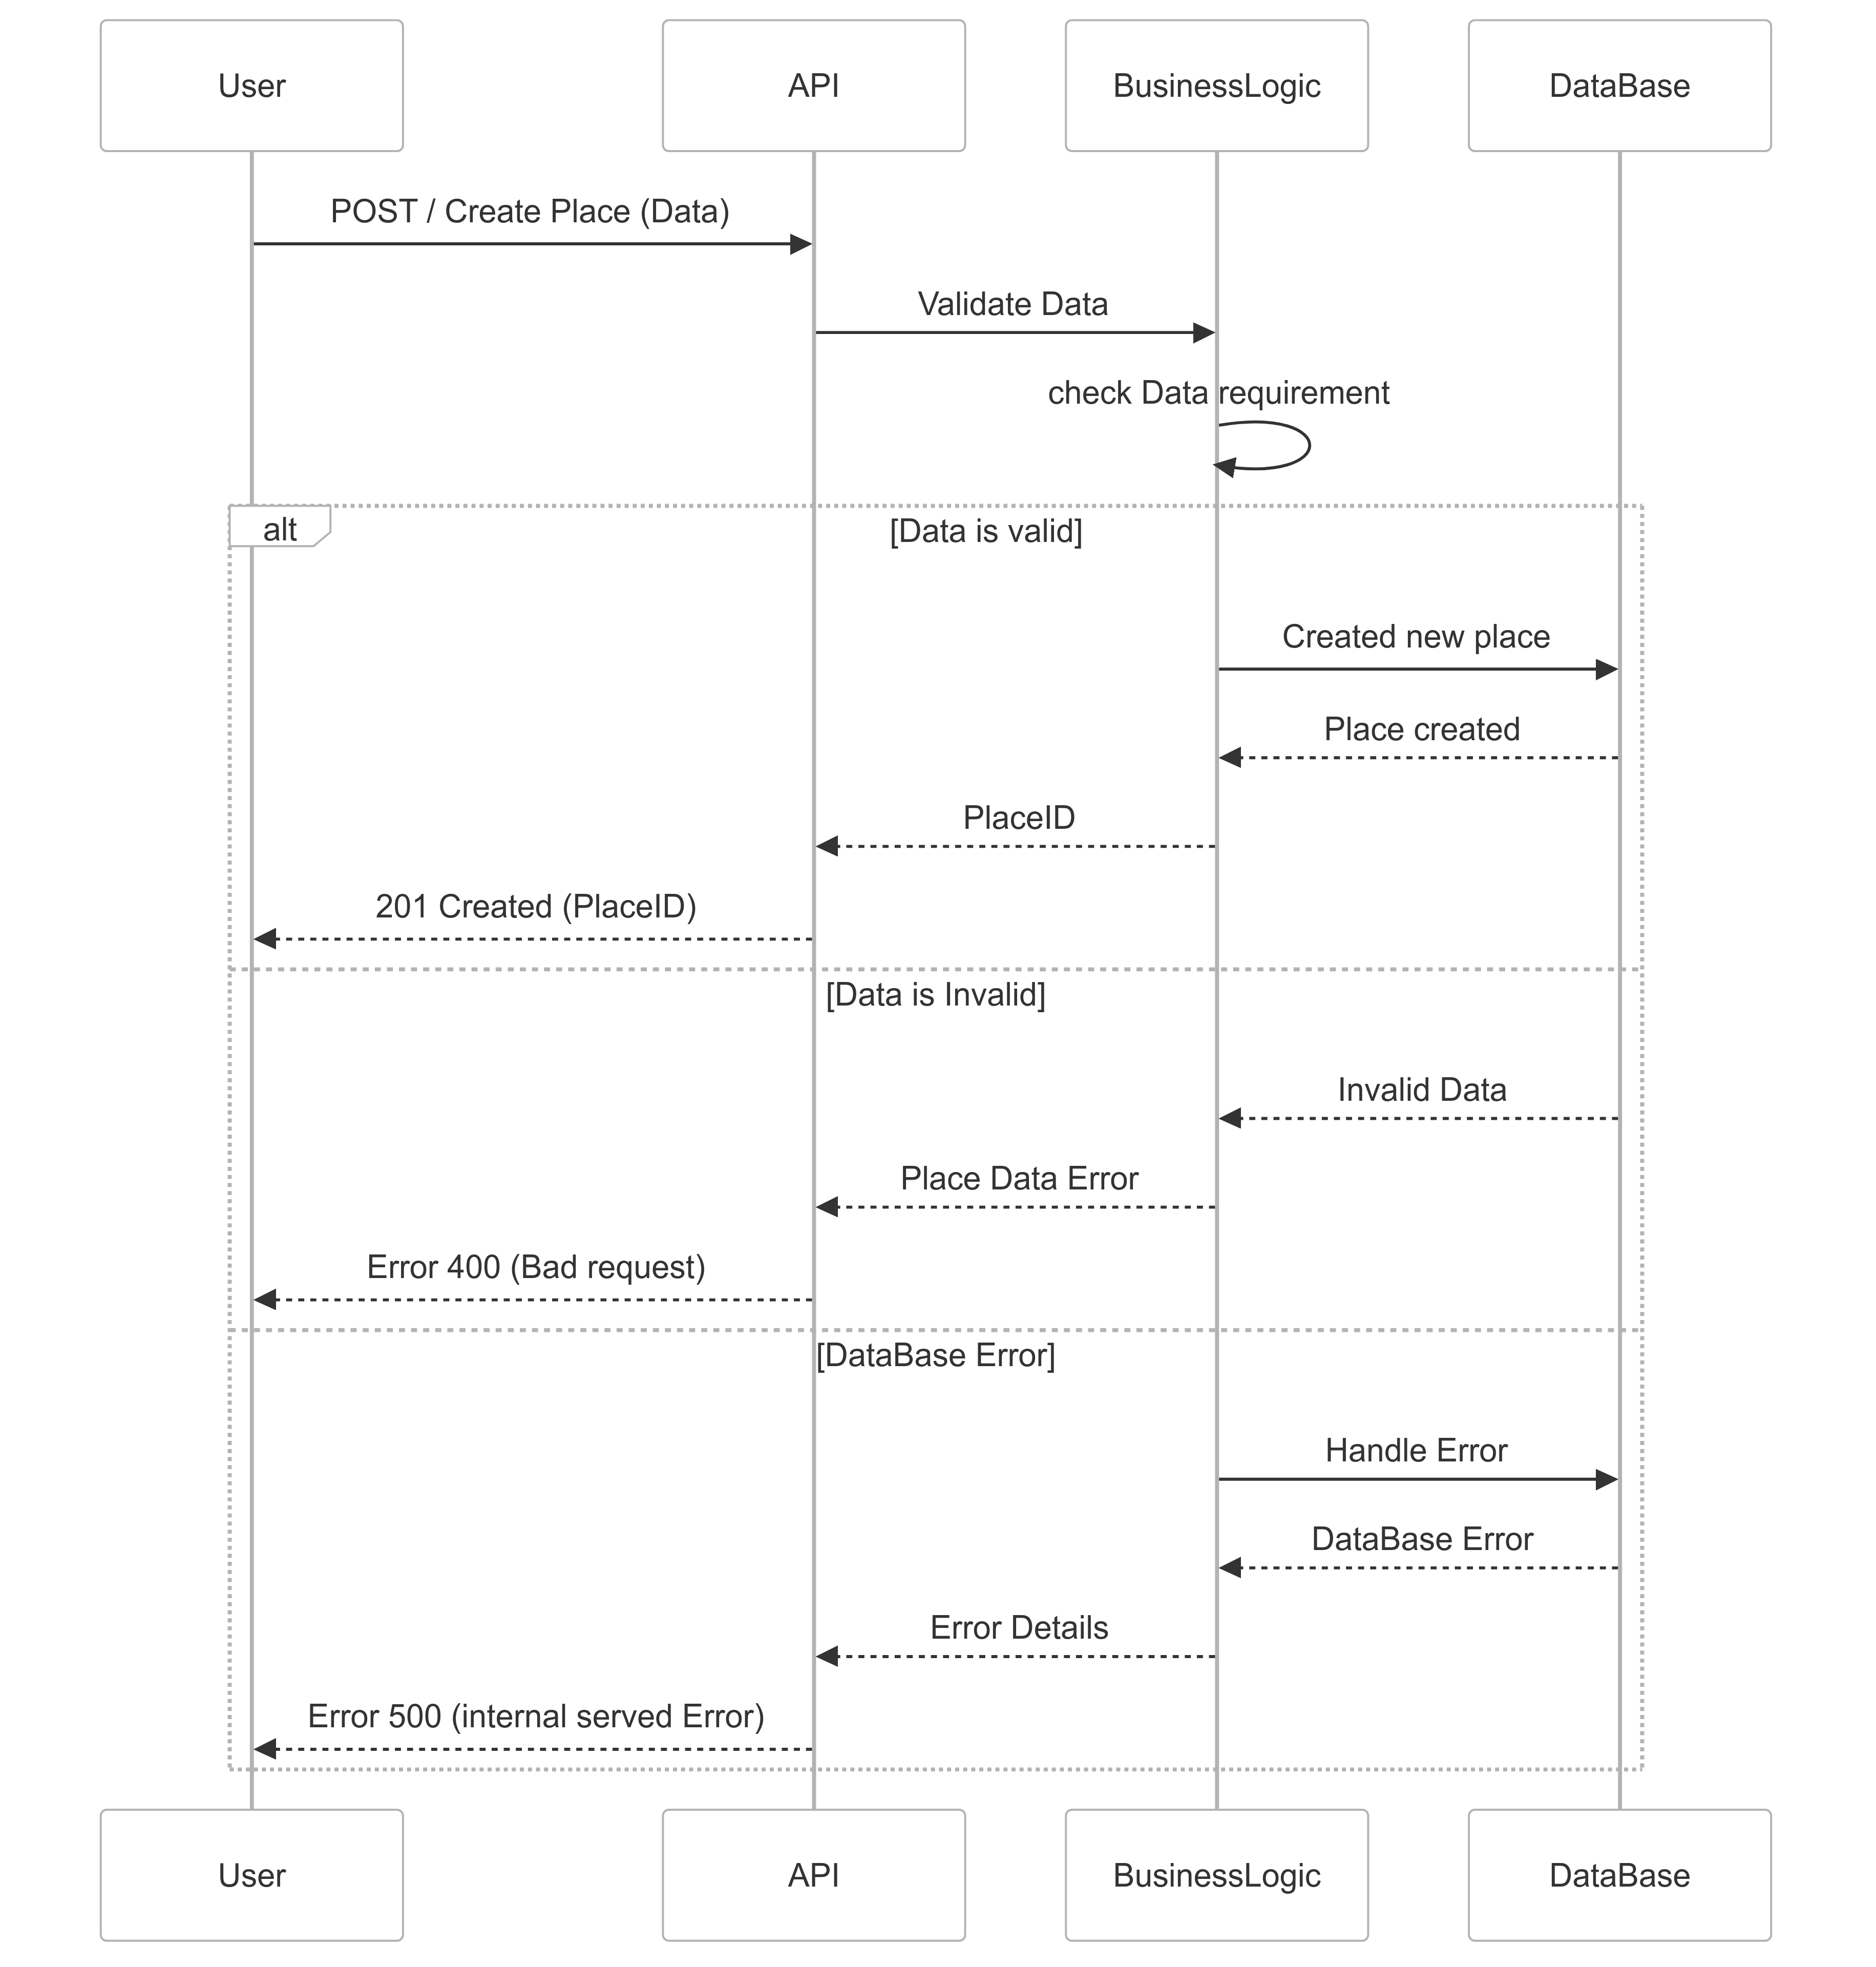 User
API
BusinessLogic
DataBase
POST / Create Place (Data)
Validate Data
check Data requirement
alt
[Data is valid]
Created new place
Place created
PlaceID
201 Created (PlaceID)
[Data is Invalid]
Invalid Data
Place Data Error
Error 400 (Bad request)
[DataBase Error]
Handle Error
DataBase Error
Error Details
Error 500 (internal served Error)
User
API
BusinessLogic
DataBase